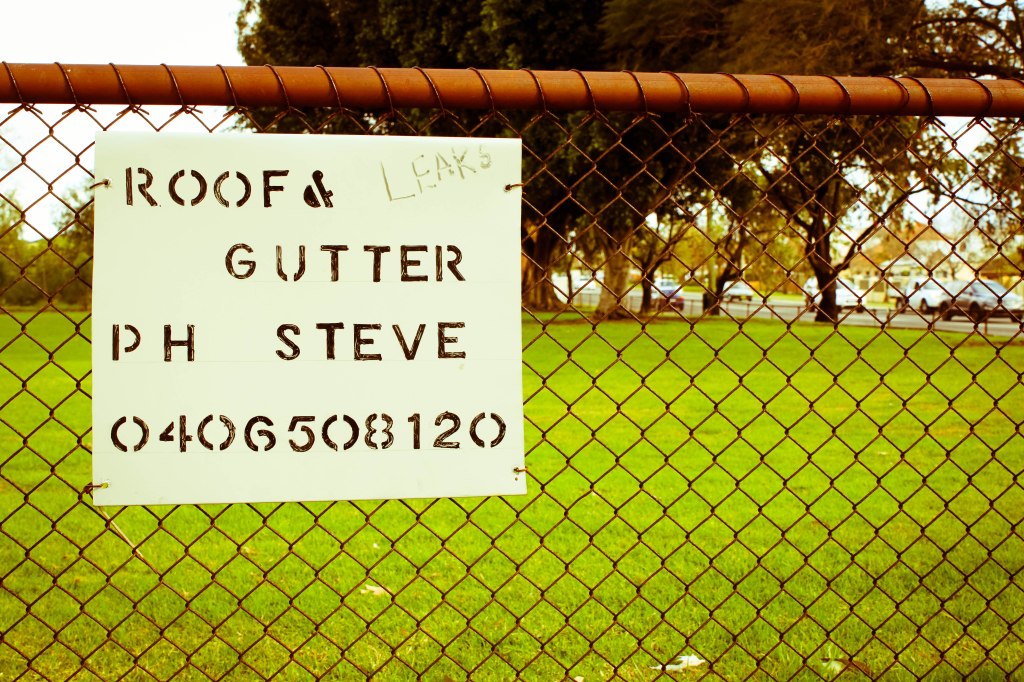 ROOF & LEAKS
GUTTER
PH STEVE
0406508120